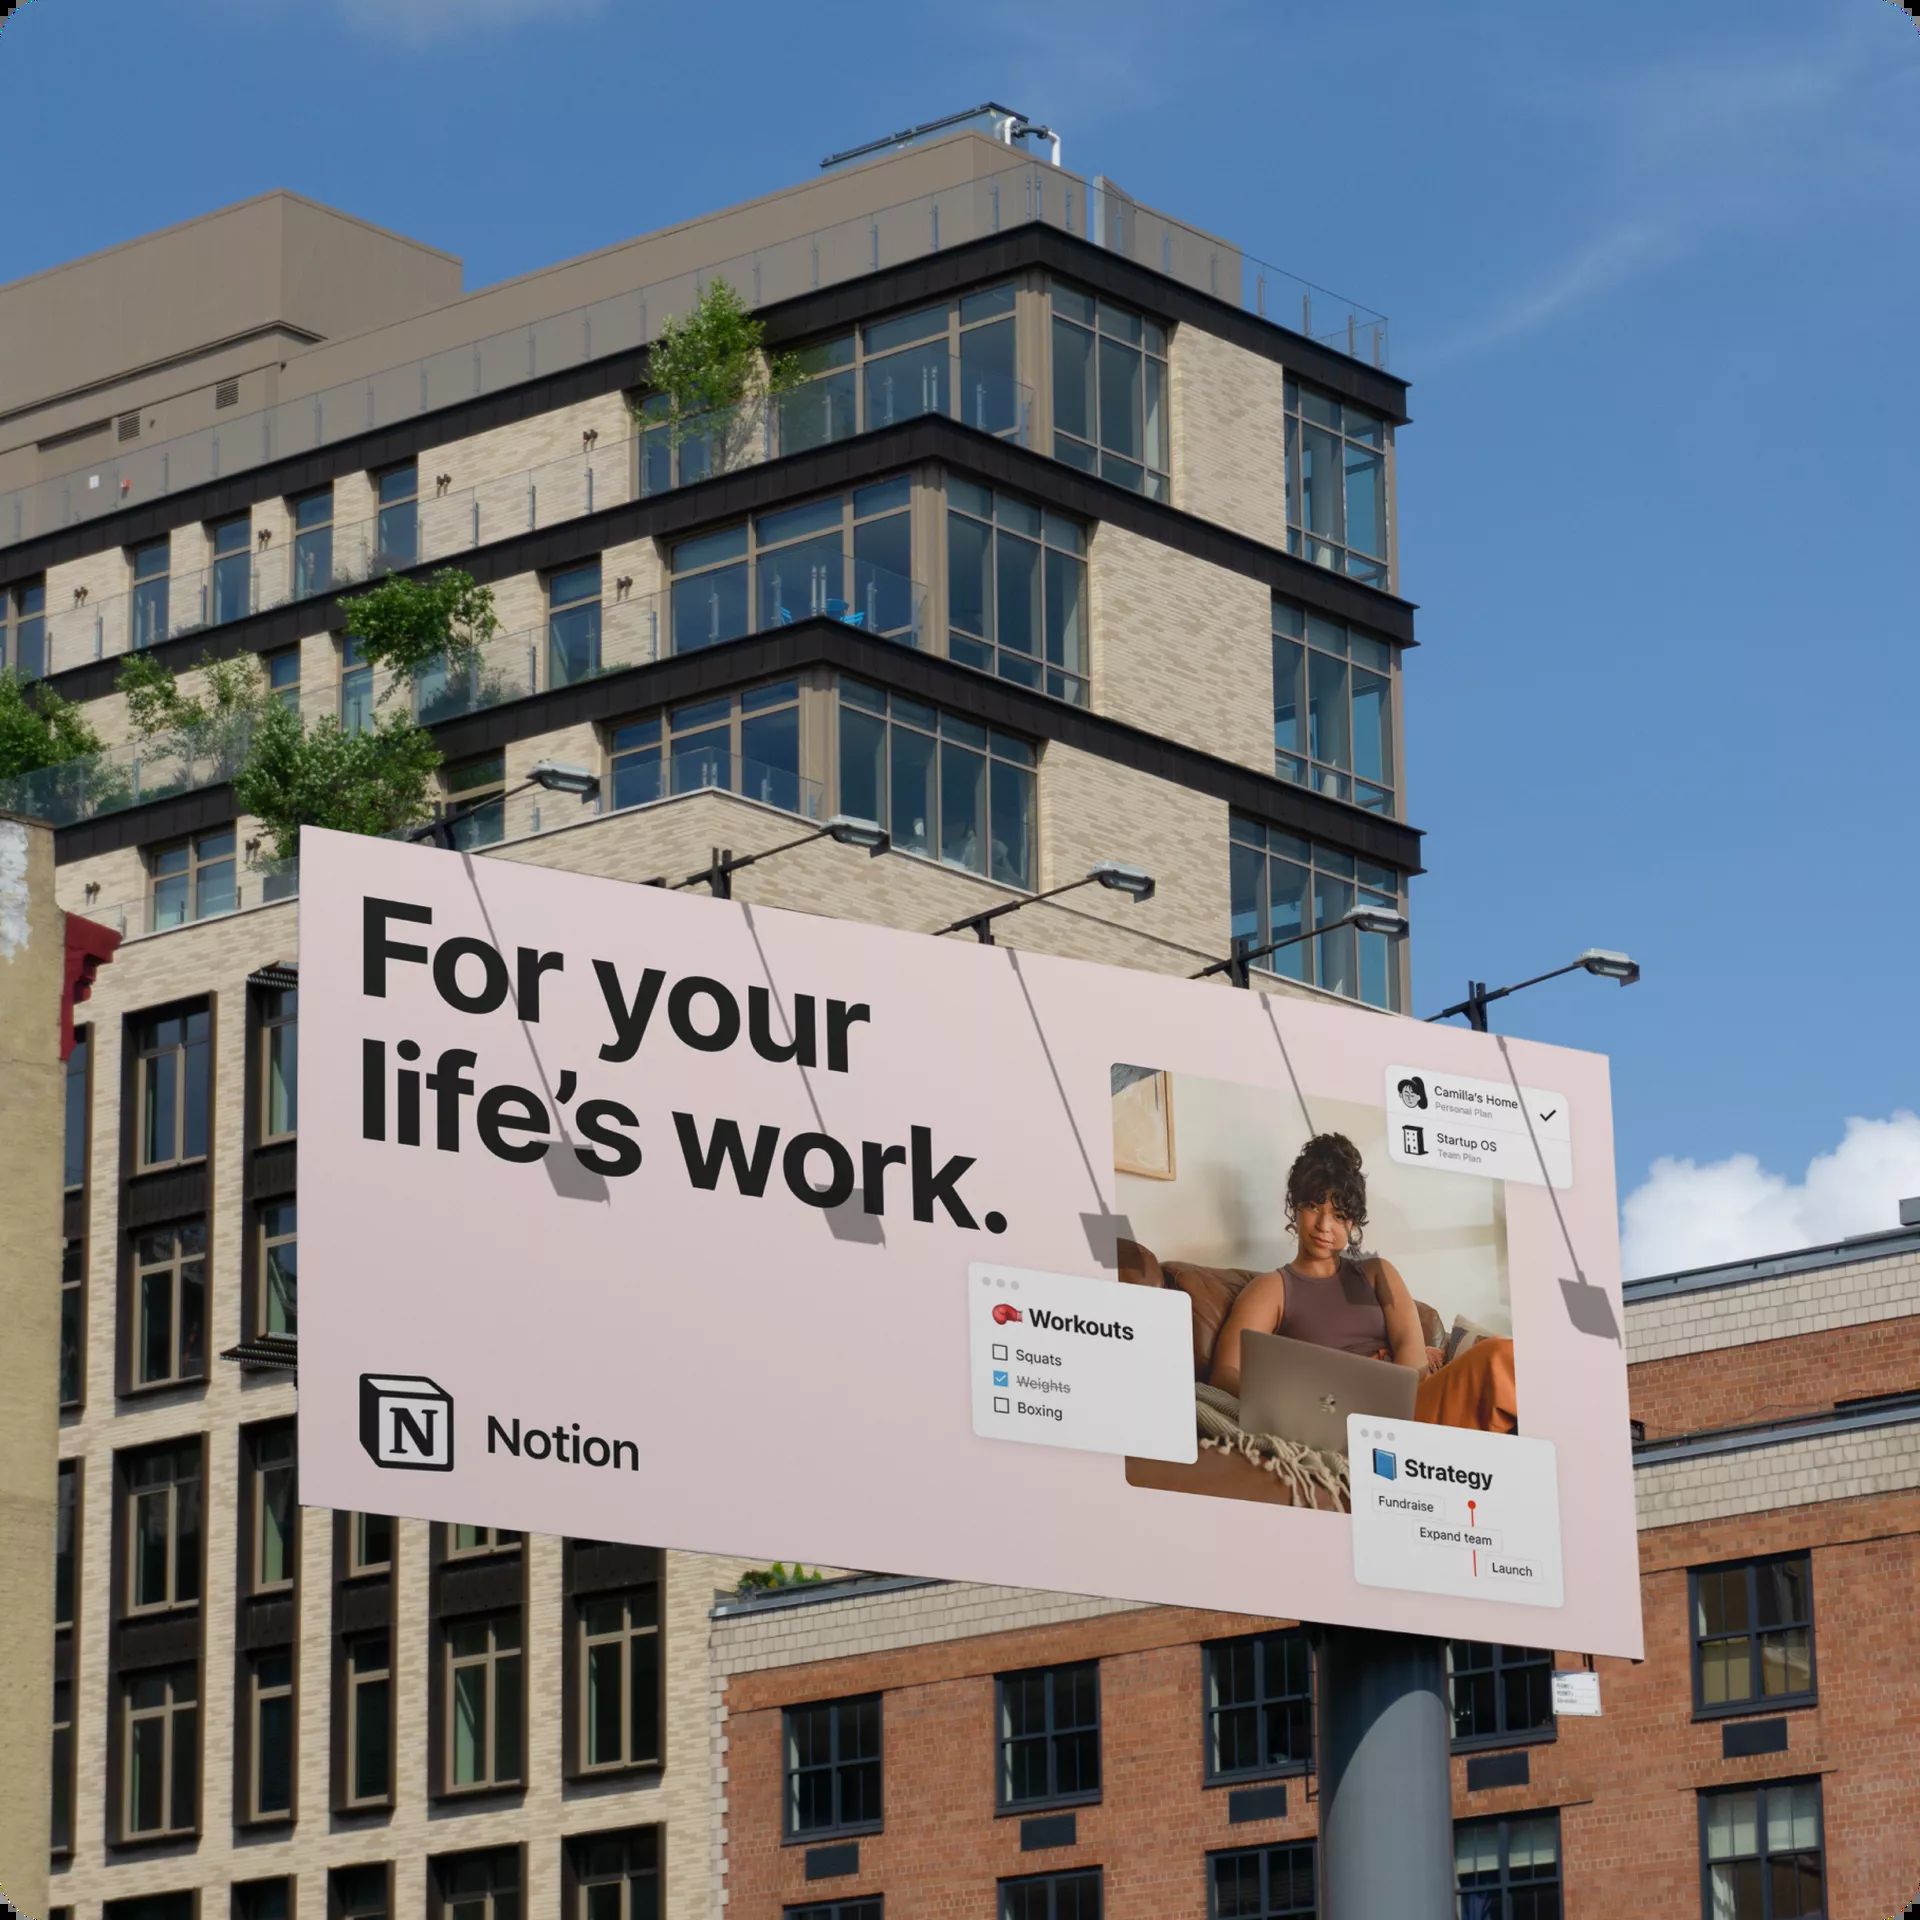 For your
life's work.
Notion
Camilla's Home
Personal Plan
Startup OS
Team Plan
Workouts
Squats
Weights
Boxing
Strategy
Fundraise
Expand team
Launch